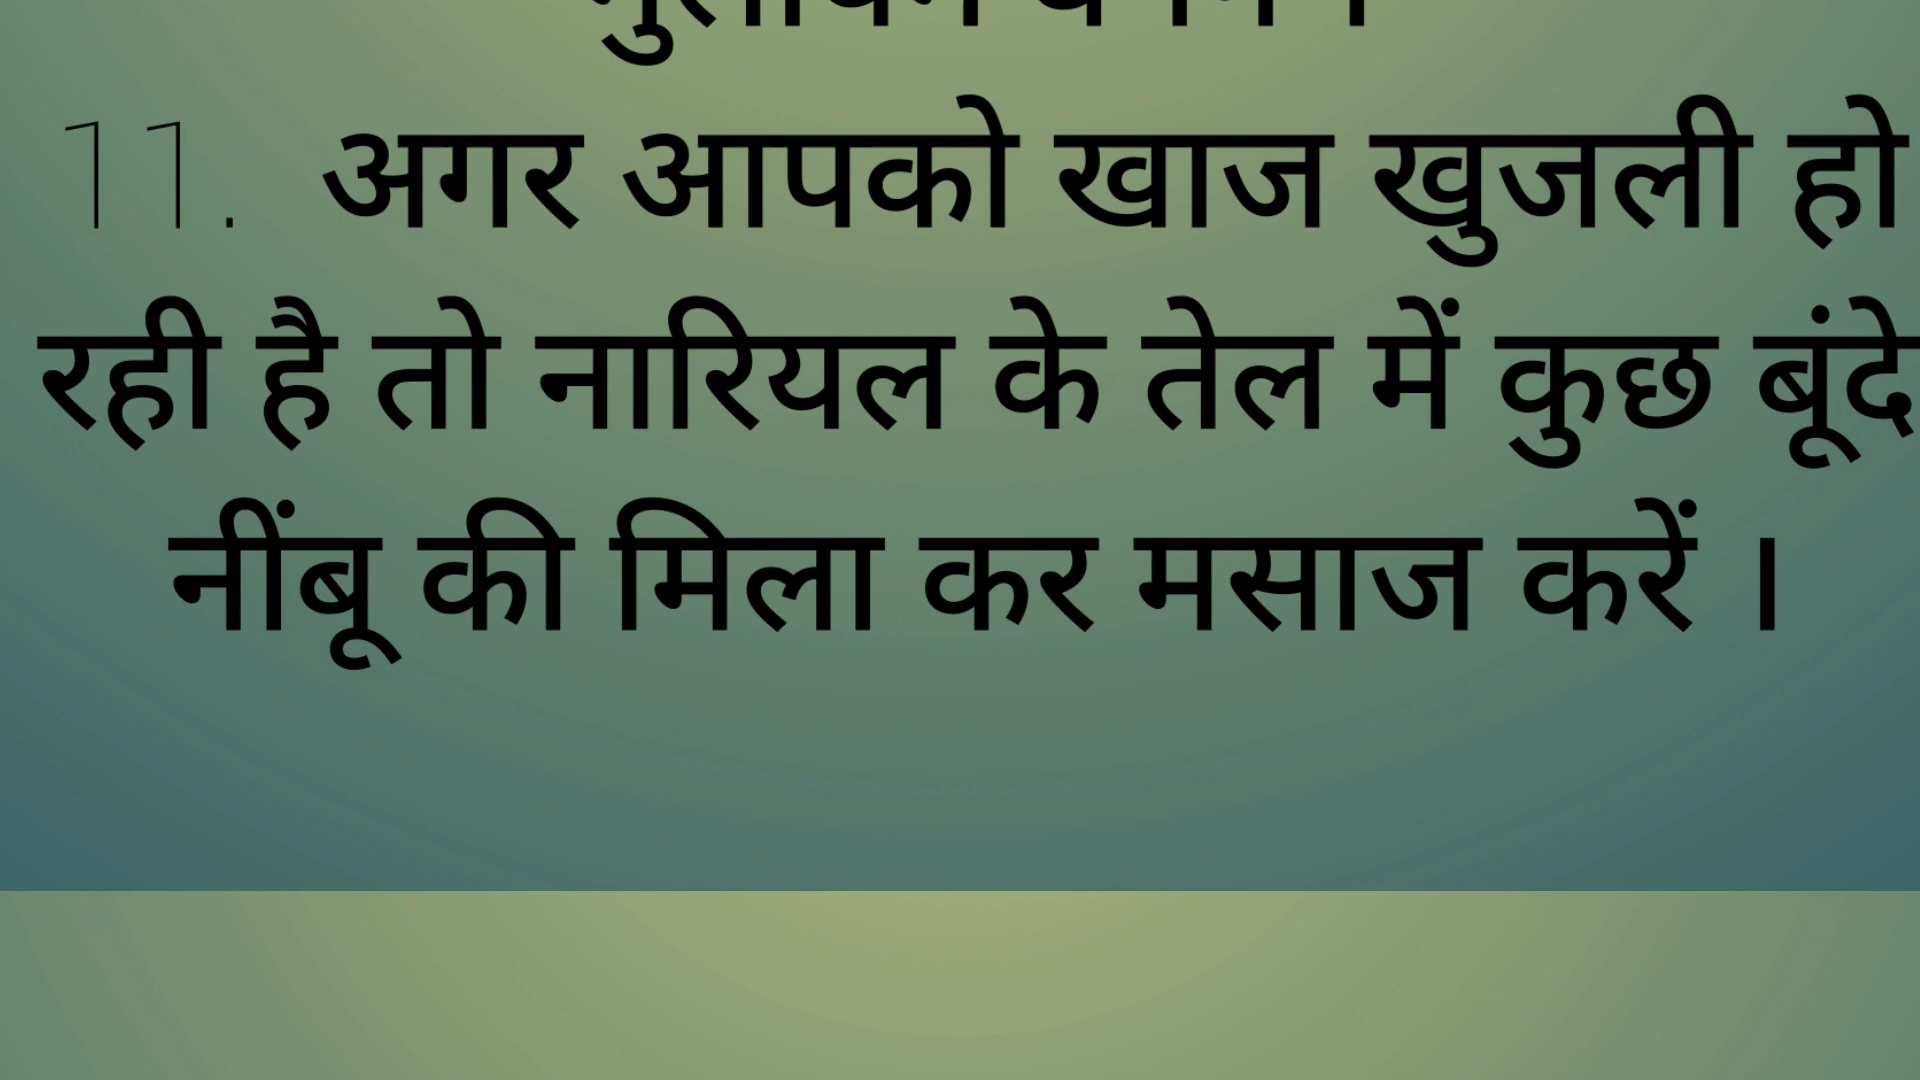 11. अगर आपको खाज खुजली हो
रही है तो नारियल के तेल में कुछ बूंदे
नींबू की मिला कर मसाज करें ।